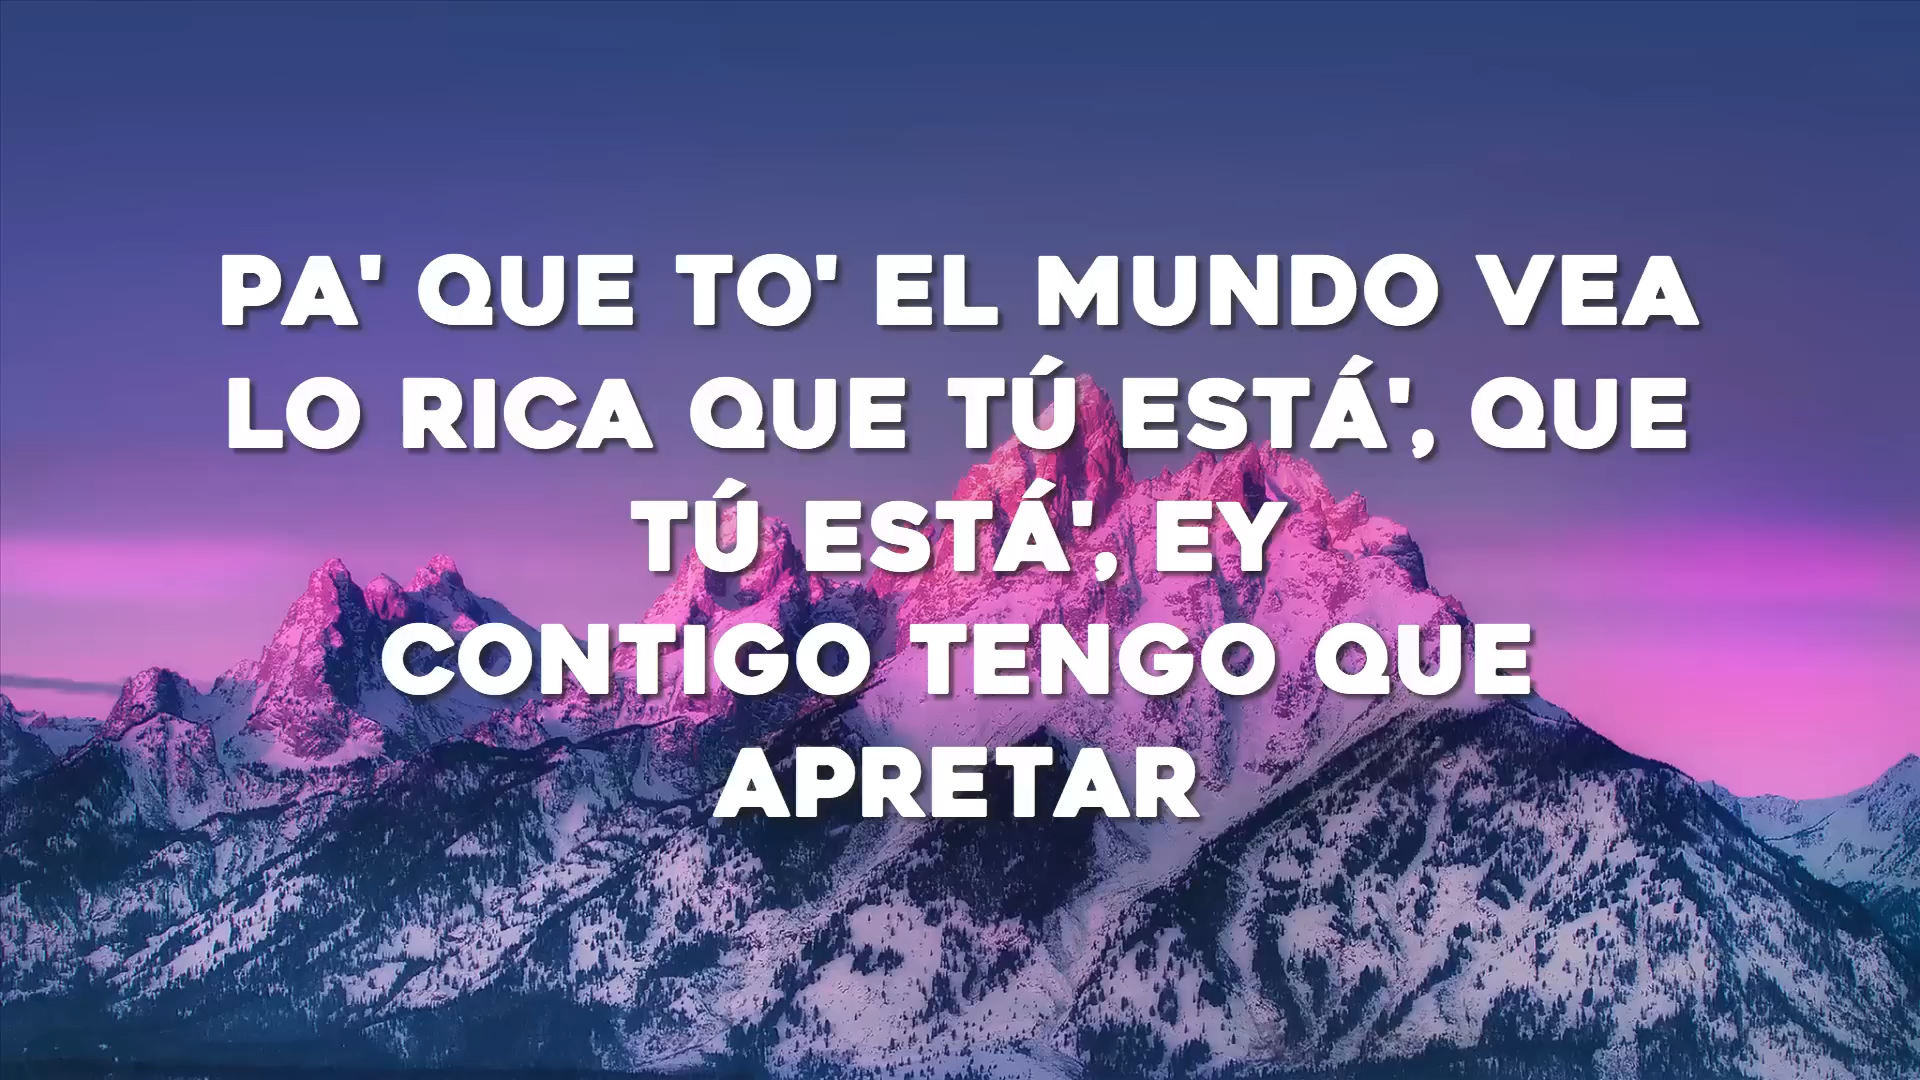 PA' QUE TO' EL MUNDO VEA
LO RICA QUE TÚ ESTÁ', QUE
TÚ ESTÁ', EY
CONTIGO TENGO QUE
APRETAR